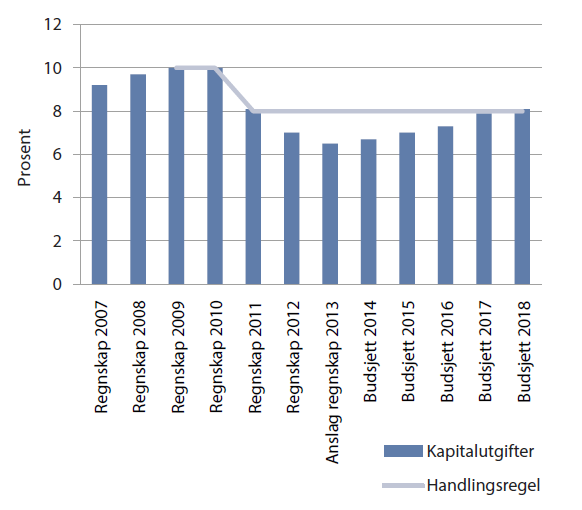 12
10
8
6
4
2
0
Prosent
Regnskap 2007
Regnskap 2008
Regnskap 2009
Regnskap 2010
Regnskap 2011
Regnskap 2012
Anslag regnskap 2013
Budsjett 2014
Budsjett 2015
Budsjett 2016
Budsjett 2017
Budsjett 2018
Kapitalutgifter
Handlingsregel